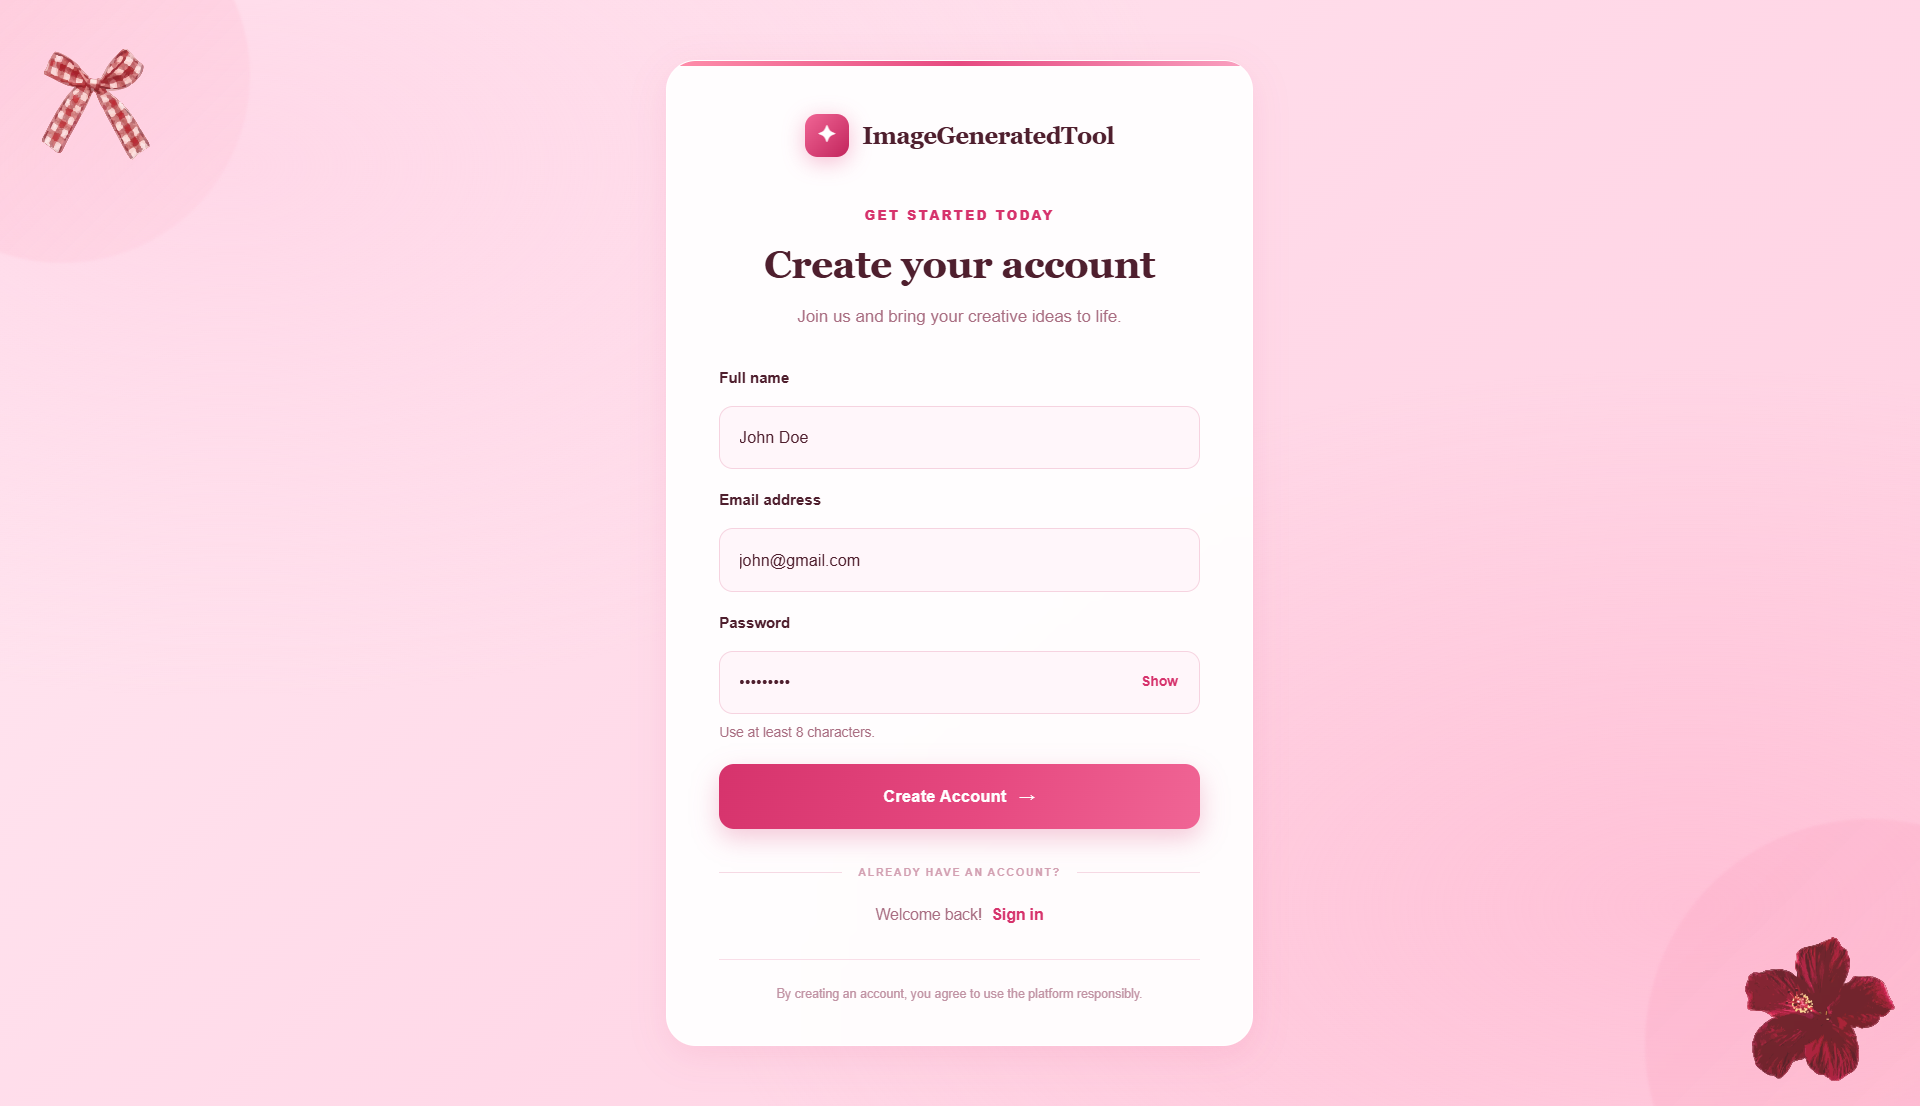 ImageGeneratedTool
GET STARTED TODAY
Create your account
Join us and bring your creative ideas to life.
Full name
John Doe
Email address
john@gmail.com
Password
•••••••••
Show
Use at least 8 characters.
Create Account →
ALREADY HAVE AN ACCOUNT?
Welcome back! Sign in
By creating an account, you agree to use the platform responsibly.